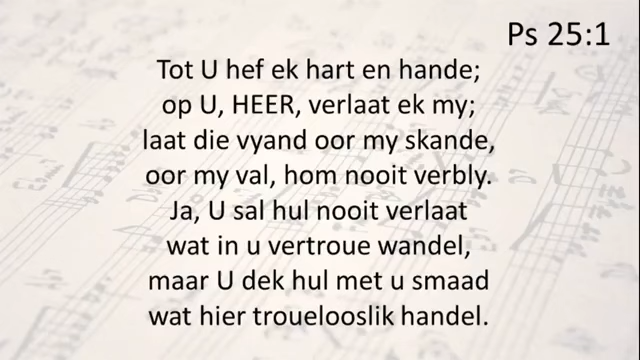 Ps 25:1
Tot U hef ek hart en hande;
op U, HEER, verlaat ek my;
laat die vyand oor my skande,
oor my val, hom nooit verbly.
Ja, U sal hul nooit verlaat
wat in u vertroue wandel,
maar U dek hul met u smaad
wat hier trouelooslik handel.